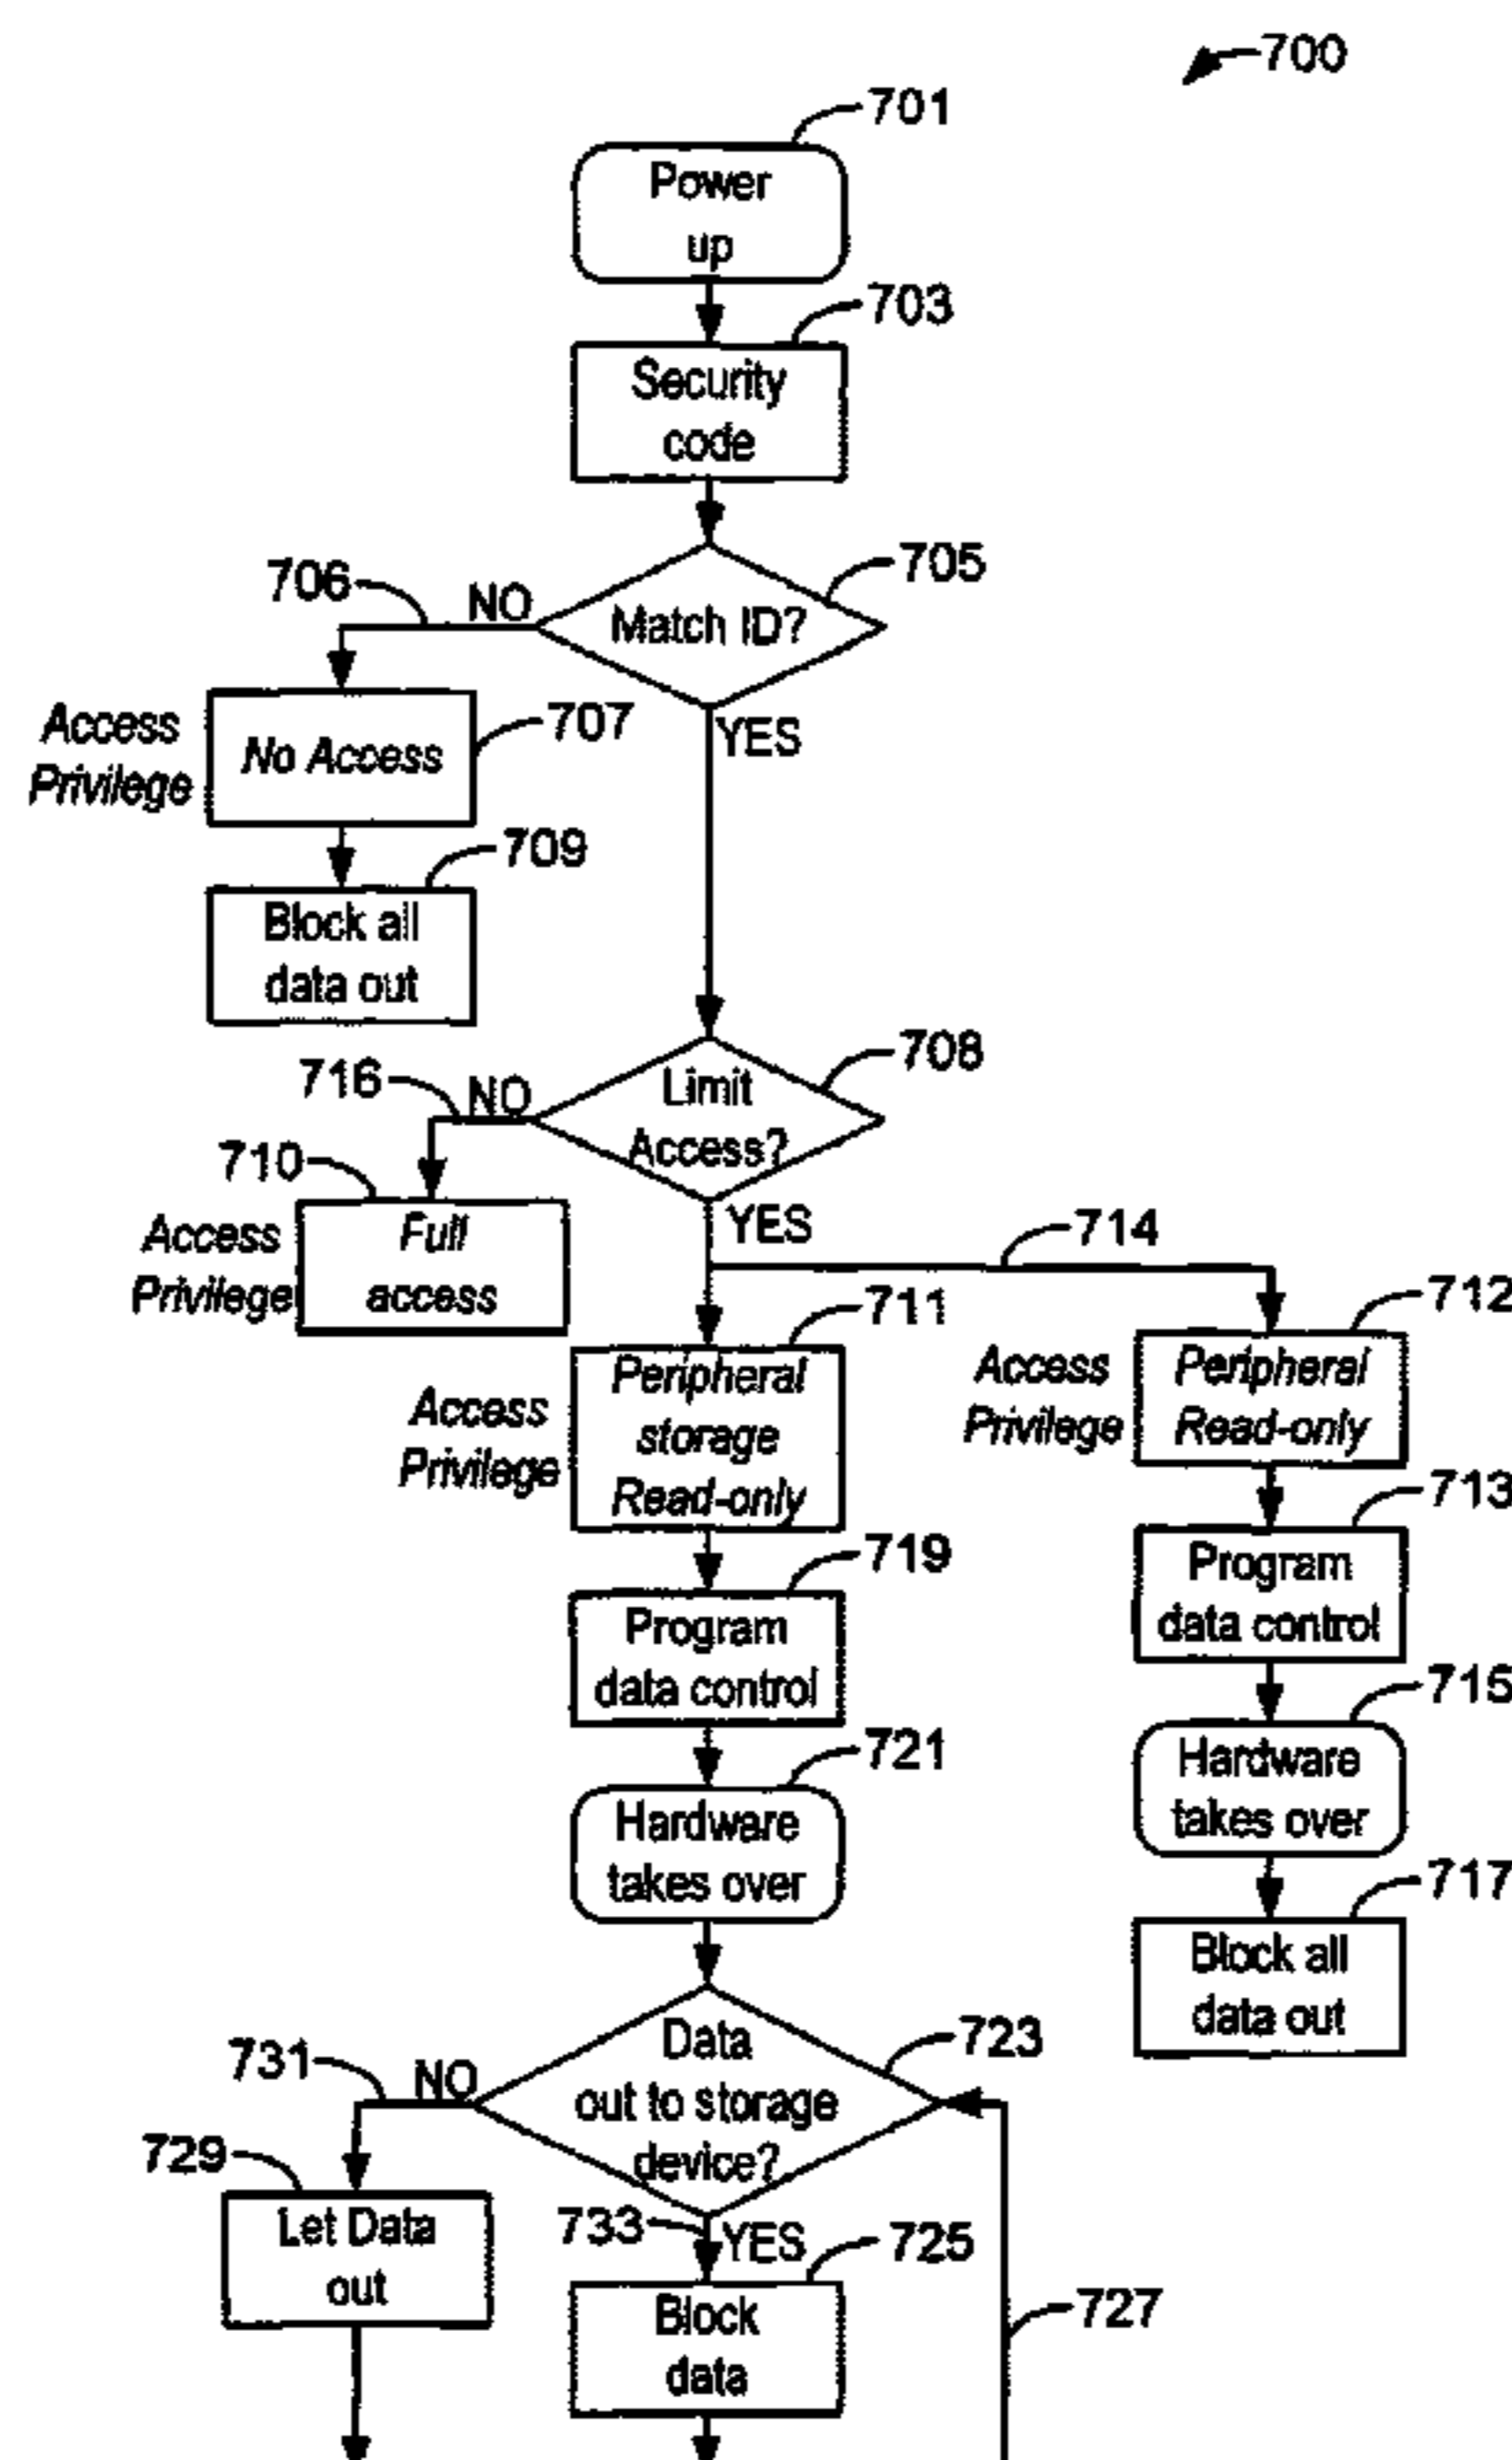 700
701
Power
up
703
Security
code
705
706
NO
Match ID?
YES
Access
Privilege
No Access
707
709
Block all
data out
708
716
NO
Limit
Access?
YES
710
Access
Privilege
Full
access
714
711
Access
Privilege
Peripheral
storage
Read-only
712
Access
Privilege
Peripheral
Read-only
719
Program
data control
713
Program
data control
721
Hardware
takes over
715
Hardware
takes over
717
Block all
data out
723
731
NO
Data
out to storage
device?
729
Let Data
out
733
YES
725
Block
data
727